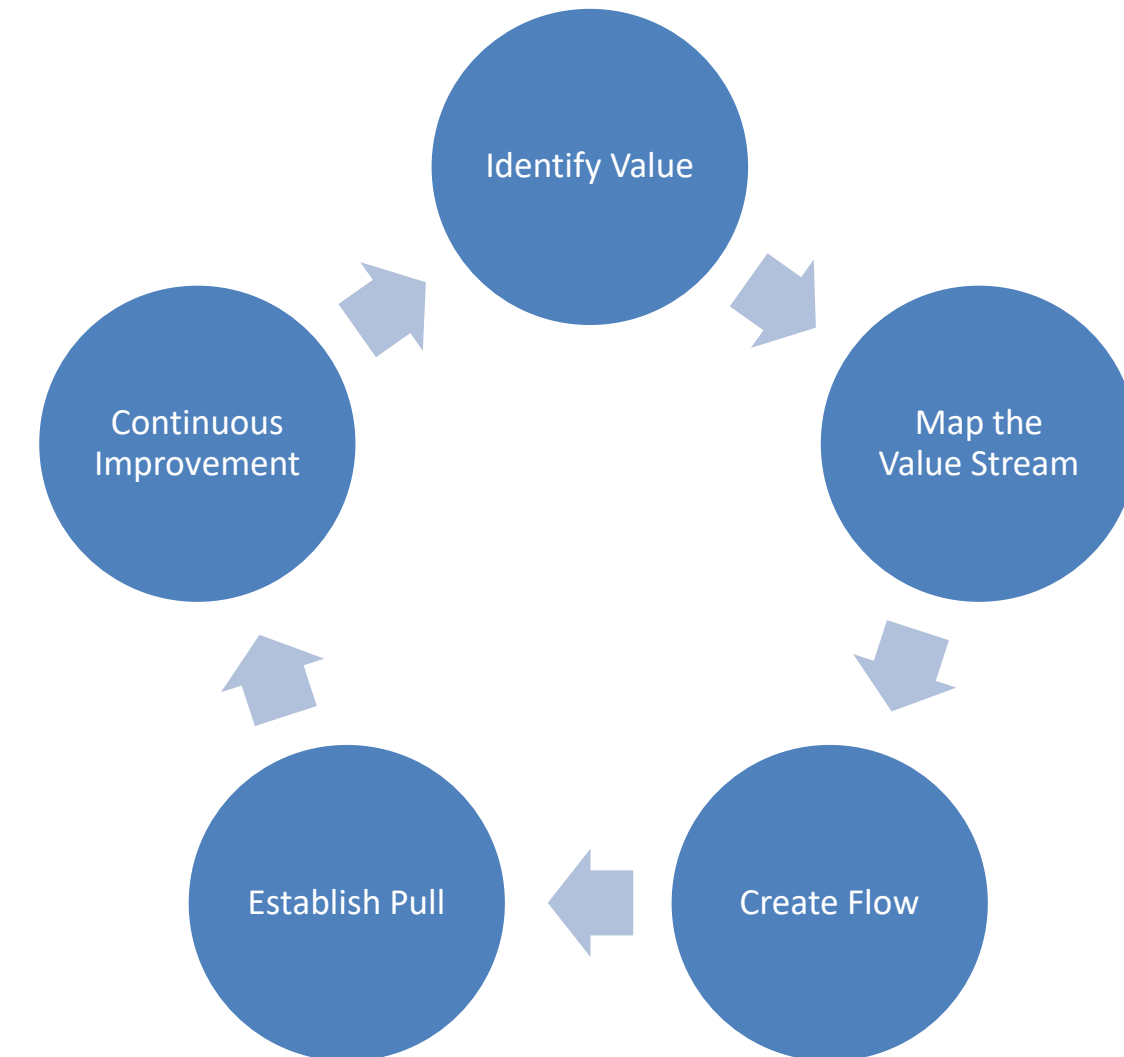 Identify Value
Map the
Value Stream
Create Flow
Establish Pull
Continuous
Improvement